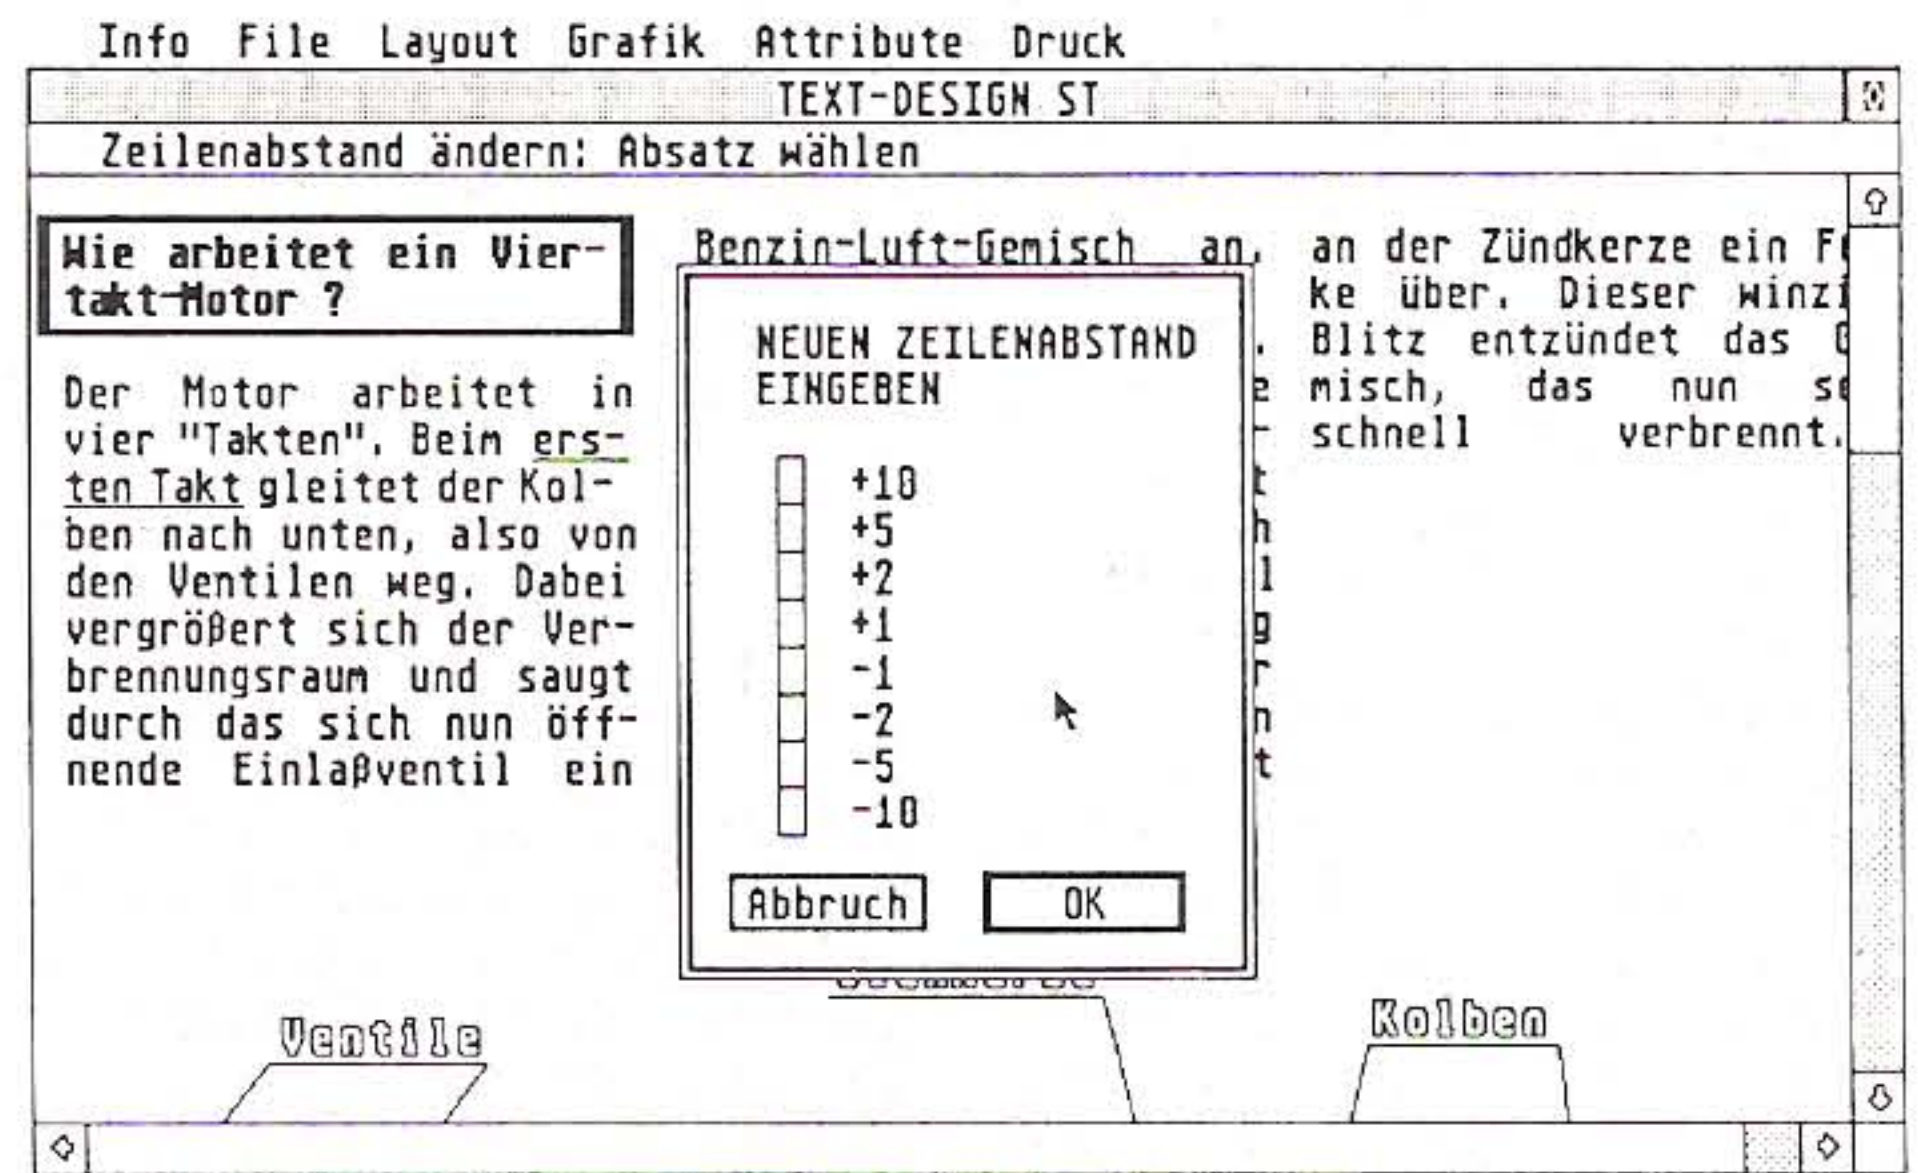 Info File Layout Grafik Attribute Druck
TEXT-DESIGN ST
Zeilenabstand ändern: Absatz wählen
Wie arbeitet ein Vier-
takt-Motor ?
Der Motor arbeitet in
vier "Takten". Beim ers-
ten Takt gleitet der Kol-
ben nach unten, also von
den Ventilen weg. Dabei
vergrößert sich der Ver-
brennungsraum und saugt
durch das sich nun öff-
nende Einlaßventil ein
Benzin-Luft-Gemisch an.
NEUEN ZEILENABSTAND
EINGEBEN
+10
+5
+2
+1
-1
-2
-5
-10
Abbruch OK
an der Zündkerze ein
ke über. Dieser winzi
Blitz entzündet das
misch, das nun se
schnell verbrennt.
Ventile
Kolben